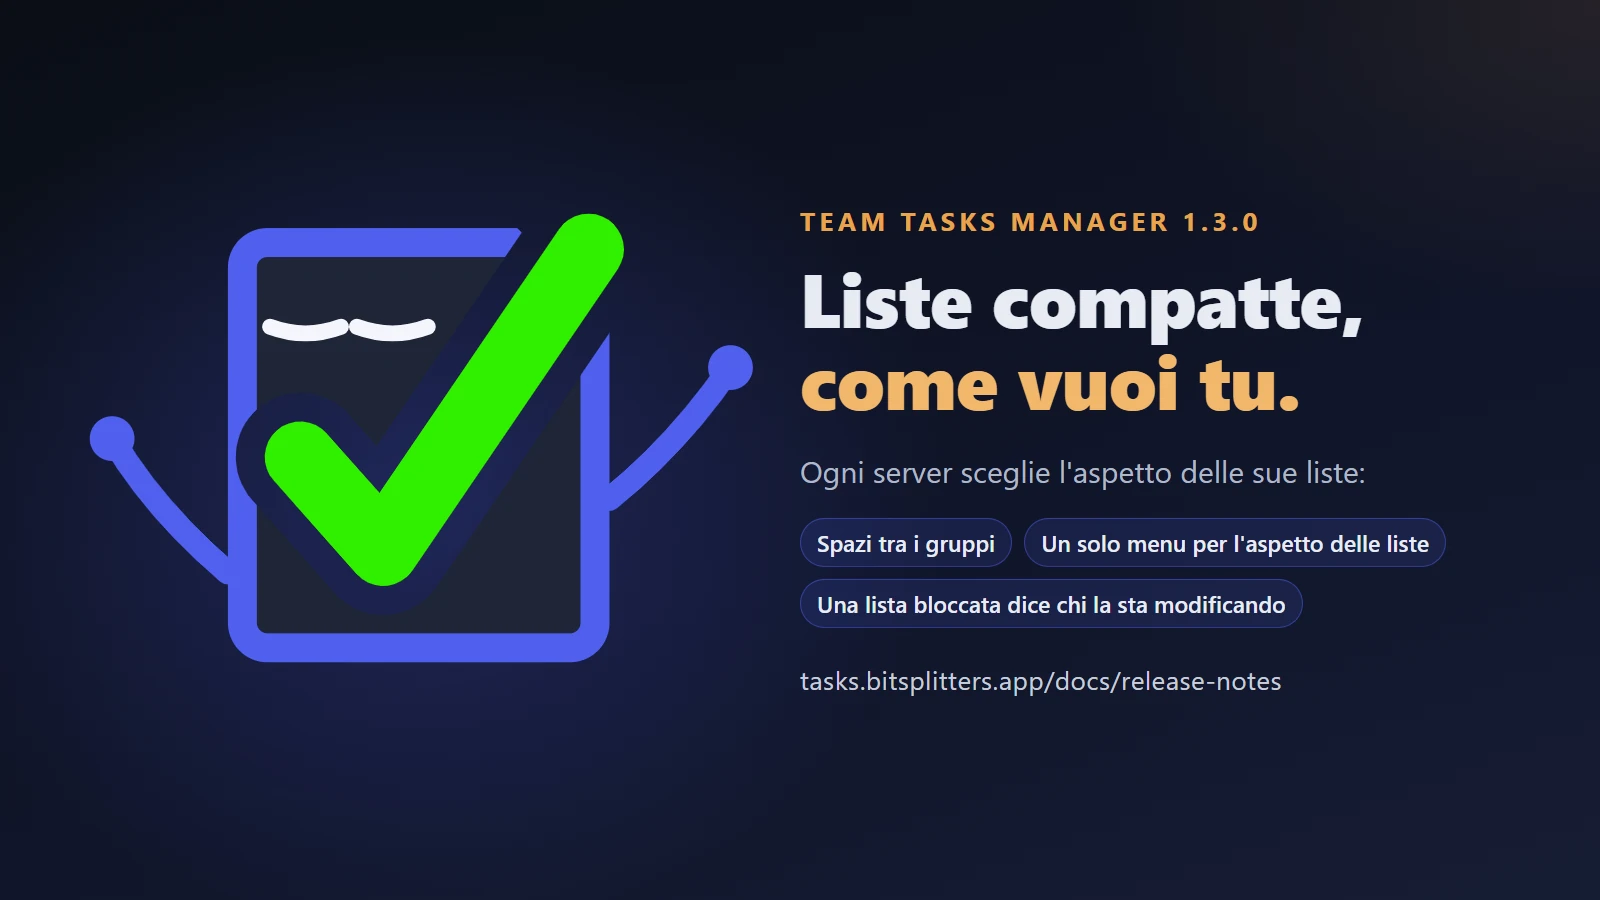 TEAM TASKS MANAGER 1.3.0
Liste compatte,
come vuoi tu.
Ogni server sceglie l'aspetto delle sue liste:
Spazi tra i gruppi
Un solo menu per l'aspetto delle liste
Una lista bloccata dice chi la sta modificando
tasks.bitsplitters.app/docs/release-notes